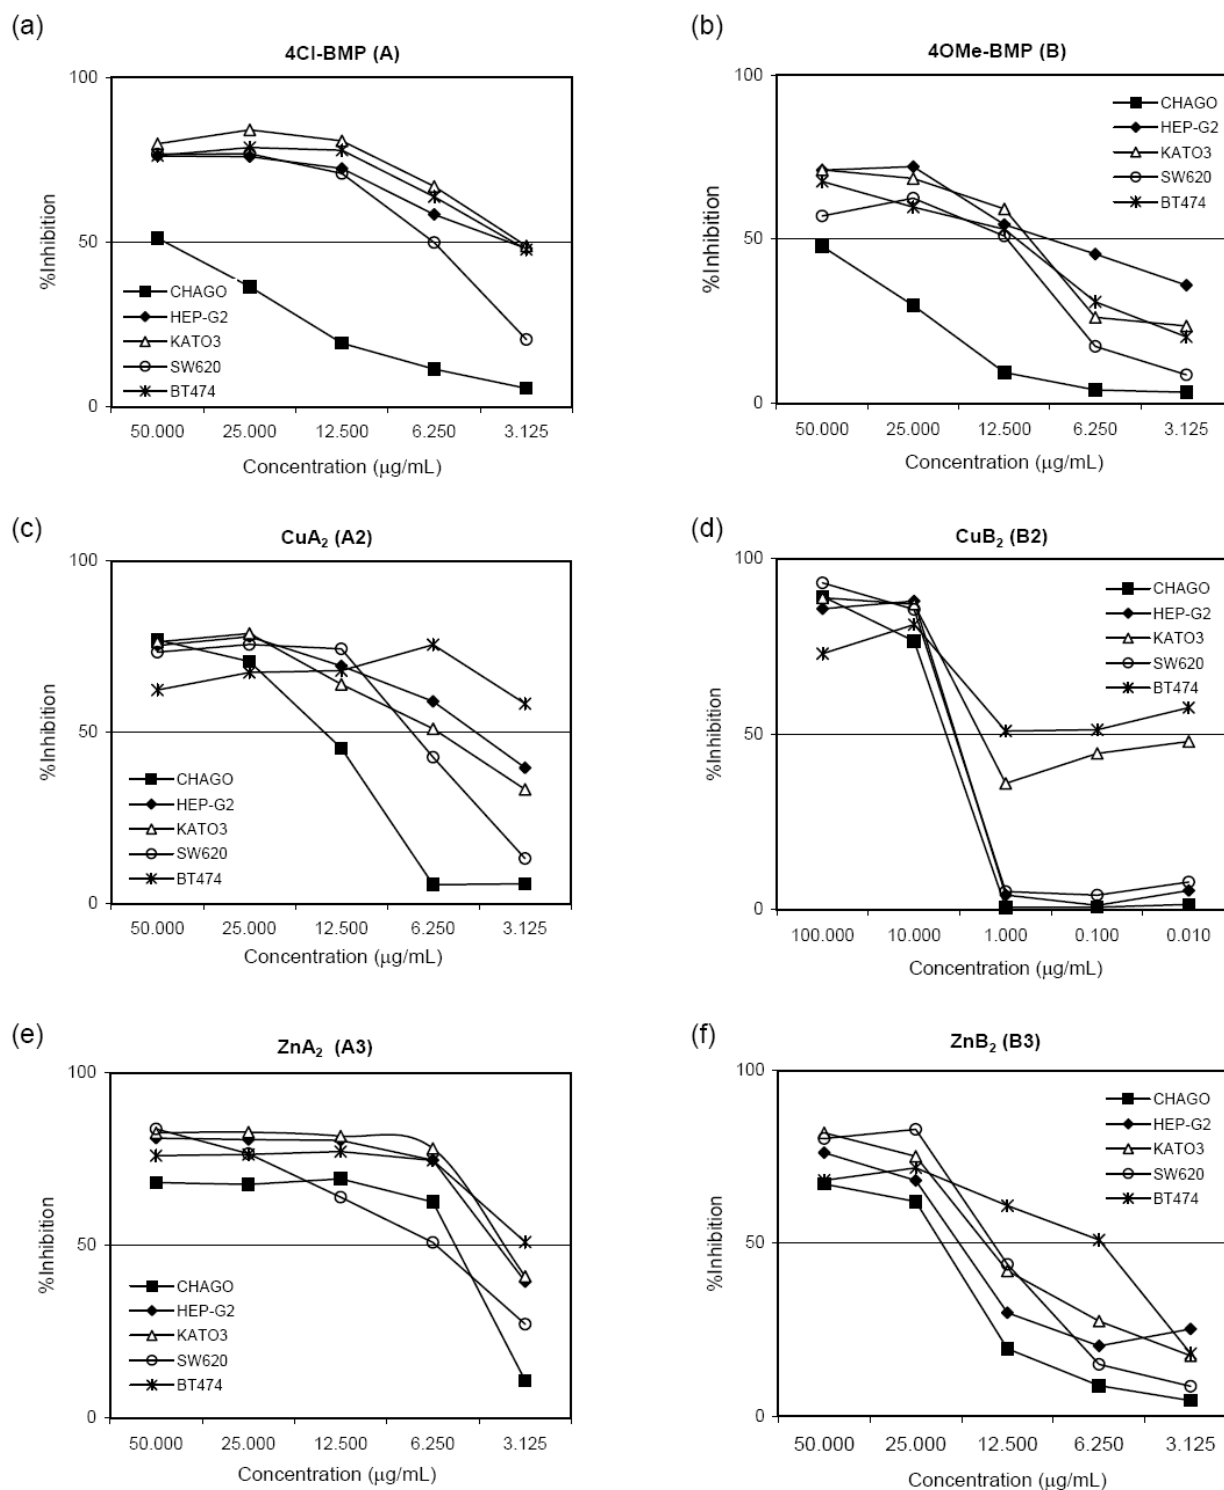 (a)
4Cl-BMP (A)
100
50
0
%Inhibition
CHAGO
HEP-G2
KATO3
SW620
BT474
50.000 25.000 12.500 6.250 3.125
Concentration (μg/mL)
(b)
4OMe-BMP (B)
100
50
0
%Inhibition
CHAGO
HEP-G2
KATO3
SW620
BT474
50.000 25.000 12.500 6.250 3.125
Concentration (μg/mL)
(c)
CuA₂ (A2)
100
50
0
%Inhibition
CHAGO
HEP-G2
KATO3
SW620
BT474
50.000 25.000 12.500 6.250 3.125
Concentration (μg/mL)
(d)
CuB₂ (B2)
100
50
0
%Inhibition
CHAGO
HEP-G2
KATO3
SW620
BT474
100.000 10.000 1.000 0.100 0.010
Concentration (μg/mL)
(e)
ZnA₂ (A3)
100
50
0
%Inhibition
CHAGO
HEP-G2
KATO3
SW620
BT474
50.000 25.000 12.500 6.250 3.125
Concentration (μg/mL)
(f)
ZnB₂ (B3)
100
50
0
%Inhibition
CHAGO
HEP-G2
KATO3
SW620
BT474
50.000 25.000 12.500 6.250 3.125
Concentration (μg/mL)